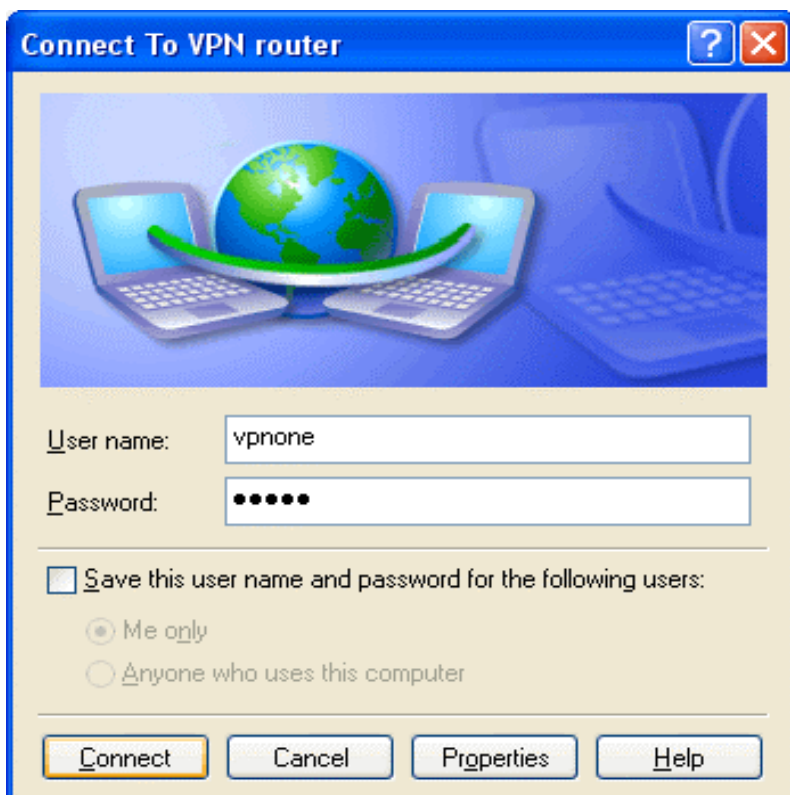 Connect To VPN router
User name: vpnone
Password: •••••
Save this user name and password for the following users:
Me only
Anyone who uses this computer
Connect Cancel Properties Help